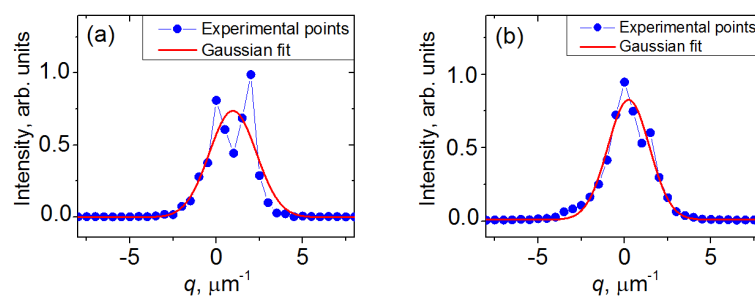 (a)
Experimental points
Gaussian fit
Intensity, arb. units
1.0
0.5
0.0
-5 0 5
q, μm⁻¹
(b)
Experimental points
Gaussian fit
Intensity, arb. units
1.0
0.5
0.0
-5 0 5
q, μm⁻¹